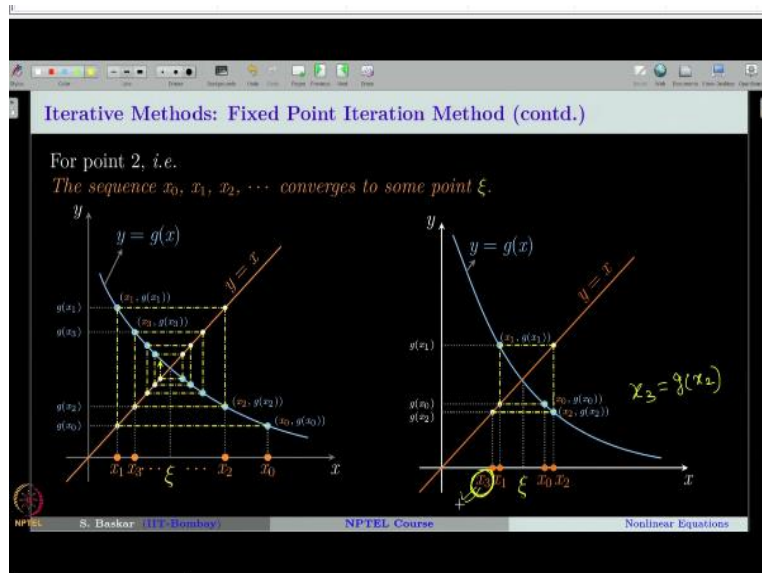 Iterative Methods: Fixed Point Iteration Method (contd.)
For point 2, i.e.
The sequence x₀, x₁, x₂, ⋯ converges to some point ξ.
y
y = g(x)
y = x
g(x₁)
(x₁, g(x₁))
g(x₃)
(x₃, g(x₃))
g(x₂)
(x₂, g(x₂))
g(x₀)
(x₀, g(x₀))
x₁ x₃ ⋯ ξ ⋯ x₂ x₀ x
y
y = g(x)
y = x
g(x₁)
(x₁, g(x₁))
x₃ = g(x₂)
g(x₀)
(x₀, g(x₀))
g(x₂)
(x₂, g(x₂))
x₃ x₁ ξ x₀ x₂ x
NPTEL
S. Baskar (IIT-Bombay) NPTEL Course Nonlinear Equations